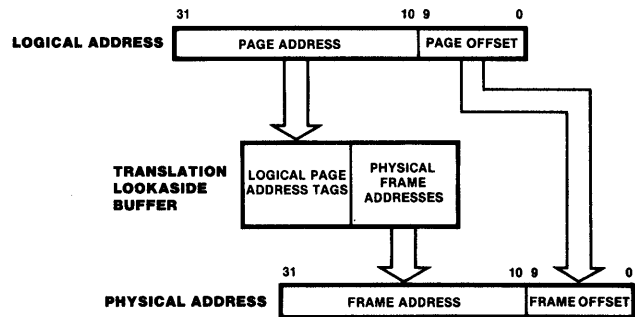 31 10 9 0
LOGICAL ADDRESS PAGE ADDRESS PAGE OFFSET
TRANSLATION
LOOKASIDE
BUFFER
LOGICAL PAGE
ADDRESS TAGS
PHYSICAL
FRAME
ADDRESSES
31 10 9 0
PHYSICAL ADDRESS FRAME ADDRESS FRAME OFFSET